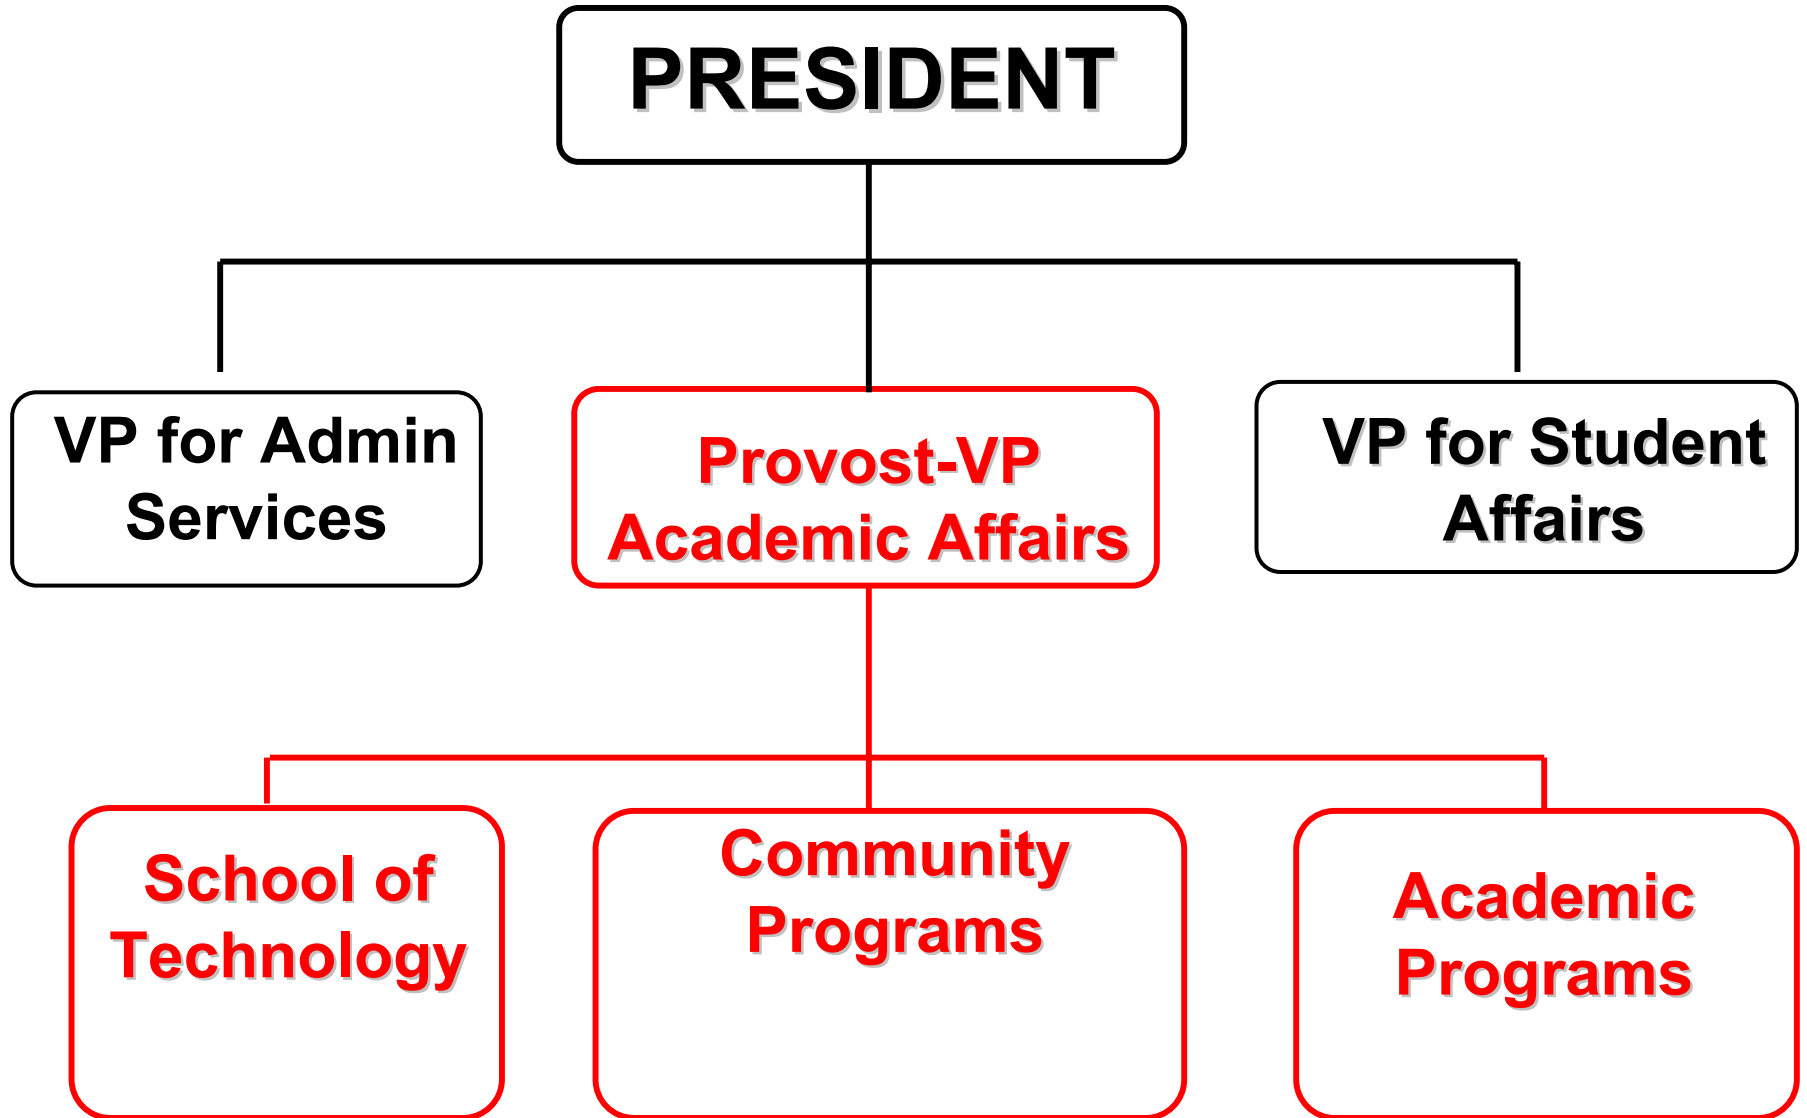 PRESIDENT
VP for Admin
Services
Provost-VP
Academic Affairs
VP for Student
Affairs
School of
Technology
Community
Programs
Academic
Programs